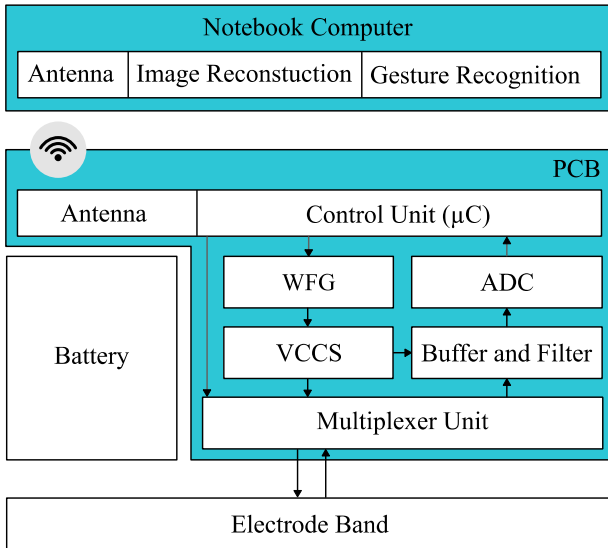 Notebook Computer
Antenna Image Reconstuction Gesture Recognition
PCB
Antenna Control Unit (µC)
WFG ADC
Battery VCCS Buffer and Filter
Multiplexer Unit
Electrode Band